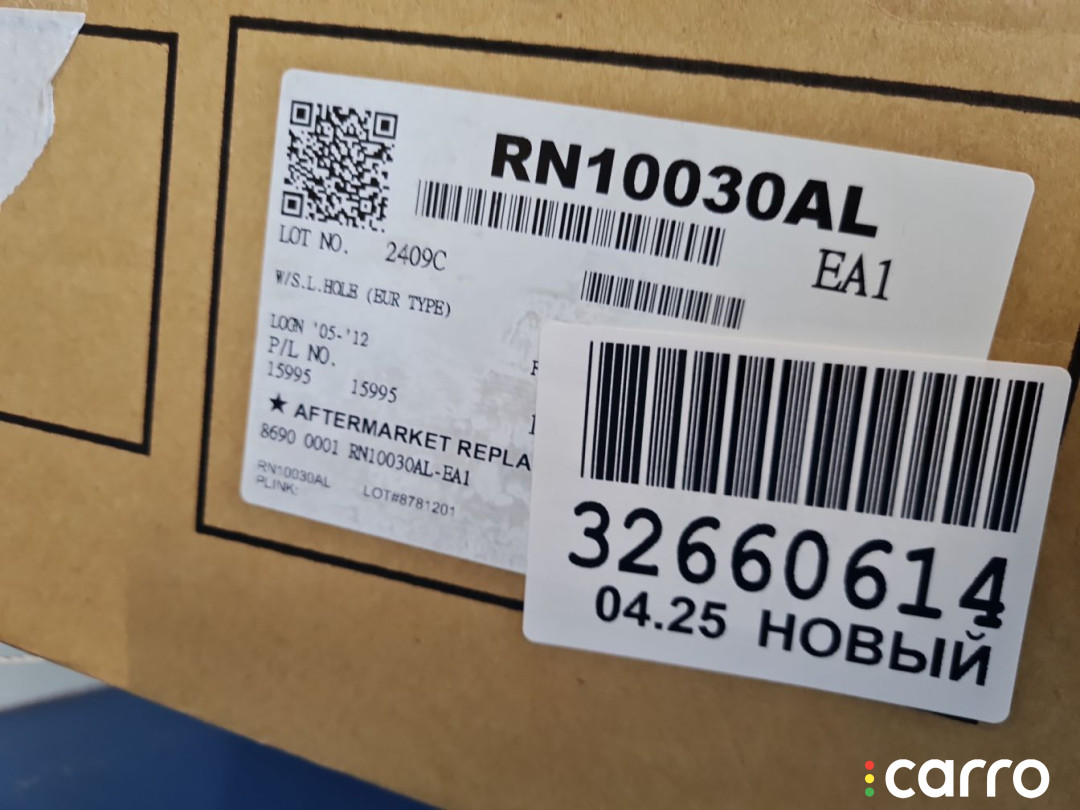 RN10030AL
EA1
LOT NO. 2409C
W/S.L.HOLE (EUR TYPE)
LOGN '05-'12
P/L NO.
15995 15995
★ AFTERMARKET REPLA
8690 0001 RN10030AL-EA1
RN10030AL LOT#8781201
PLINK:
32660614
04.25 НОВЫЙ
carro